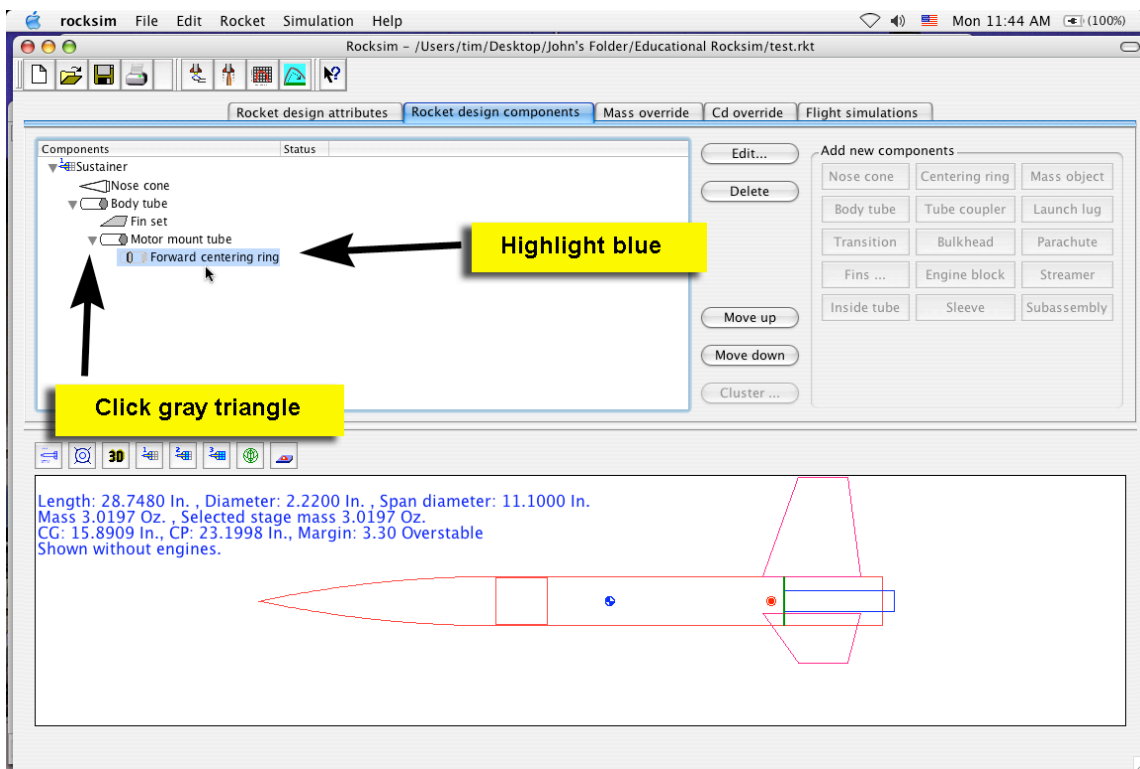 rocksim File Edit Rocket Simulation Help Mon 11:44 AM (100%)
Rocksim – /Users/tim/Desktop/John's Folder/Educational Rocksim/test.rkt
Rocket design attributes Rocket design components Mass override Cd override Flight simulations
Components Status
1 Sustainer
Nose cone
Body tube
Fin set
Motor mount tube
Forward centering ring
Highlight blue
Click gray triangle
Edit...
Delete
Move up
Move down
Cluster ...
Add new components
Nose cone Centering ring Mass object
Body tube Tube coupler Launch lug
Transition Bulkhead Parachute
Fins ... Engine block Streamer
Inside tube Sleeve Subassembly
3D 1 2 3
Length: 28.7480 In. , Diameter: 2.2200 In. , Span diameter: 11.1000 In.
Mass 3.0197 Oz. , Selected stage mass 3.0197 Oz.
CG: 15.8909 In., CP: 23.1998 In., Margin: 3.30 Overstable
Shown without engines.